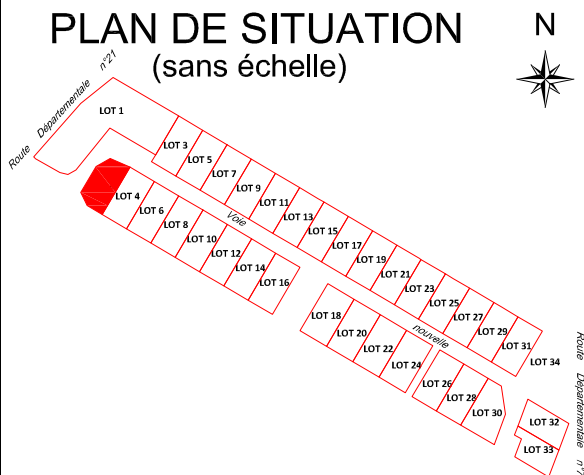 PLAN DE SITUATION
(sans échelle)
N
Route Départementale n°21
LOT 1
LOT 3
LOT 5
LOT 7
LOT 9
LOT 11
LOT 13
LOT 15
LOT 17
LOT 19
LOT 21
LOT 23
LOT 25
LOT 27
LOT 29
LOT 31
LOT 34
Voie nouvelle
LOT 4
LOT 6
LOT 8
LOT 10
LOT 12
LOT 14
LOT 16
LOT 18
LOT 20
LOT 22
LOT 24
LOT 26
LOT 28
LOT 30
LOT 32
LOT 33
Route Départementale